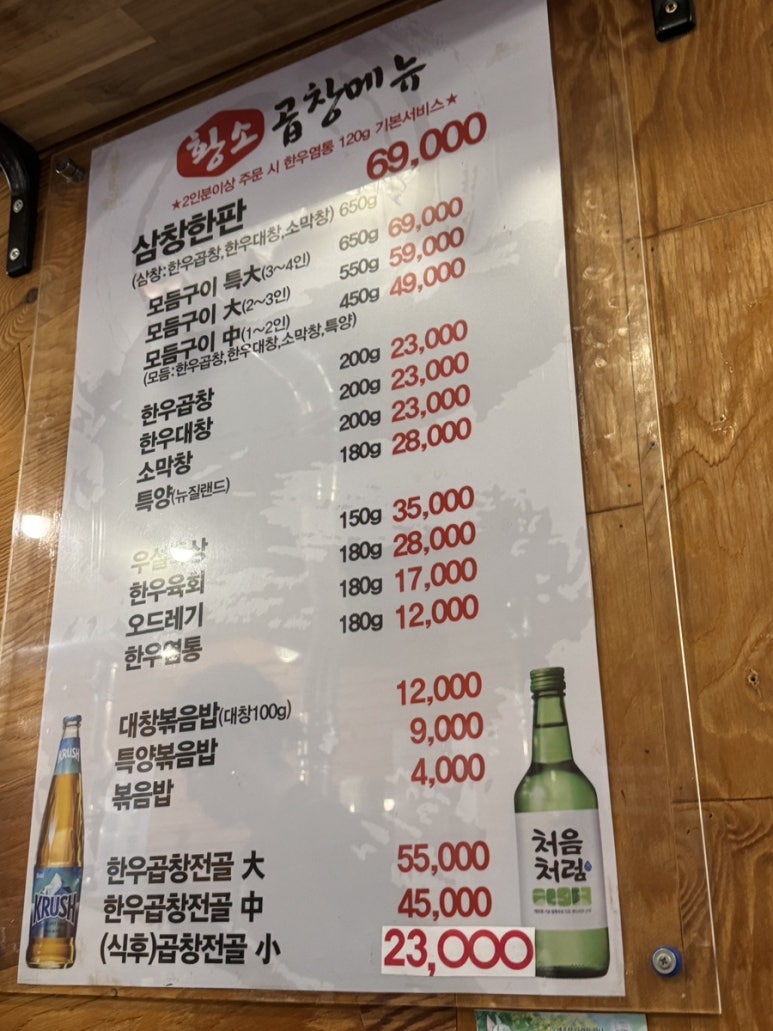 황소 곱창메뉴
★2인분이상 주문 시 한우염통 120g 기본서비스★
삼창한판 69,000
(삼창:한우곱창,한우대창,소막창) 650g
모듬구이 특大(3~4인) 650g 69,000
모듬구이 大(2~3인) 550g 59,000
모듬구이 中(1~2인) 450g 49,000
(모듬:한우곱창,한우대창,소막창,특양)
한우곱창 200g 23,000
한우대창 200g 23,000
소막창 200g 23,000
특양(뉴질랜드) 180g 28,000
150g 35,000
한우육회 180g 28,000
오드레기 180g 17,000
한우염통 180g 12,000
대창볶음밥(대창100g) 12,000
특양볶음밥 9,000
볶음밥 4,000
한우곱창전골 大 55,000
한우곱창전골 中 45,000
(식후)곱창전골 小 23,000
KRUSH
KRUSH
처음
처럼